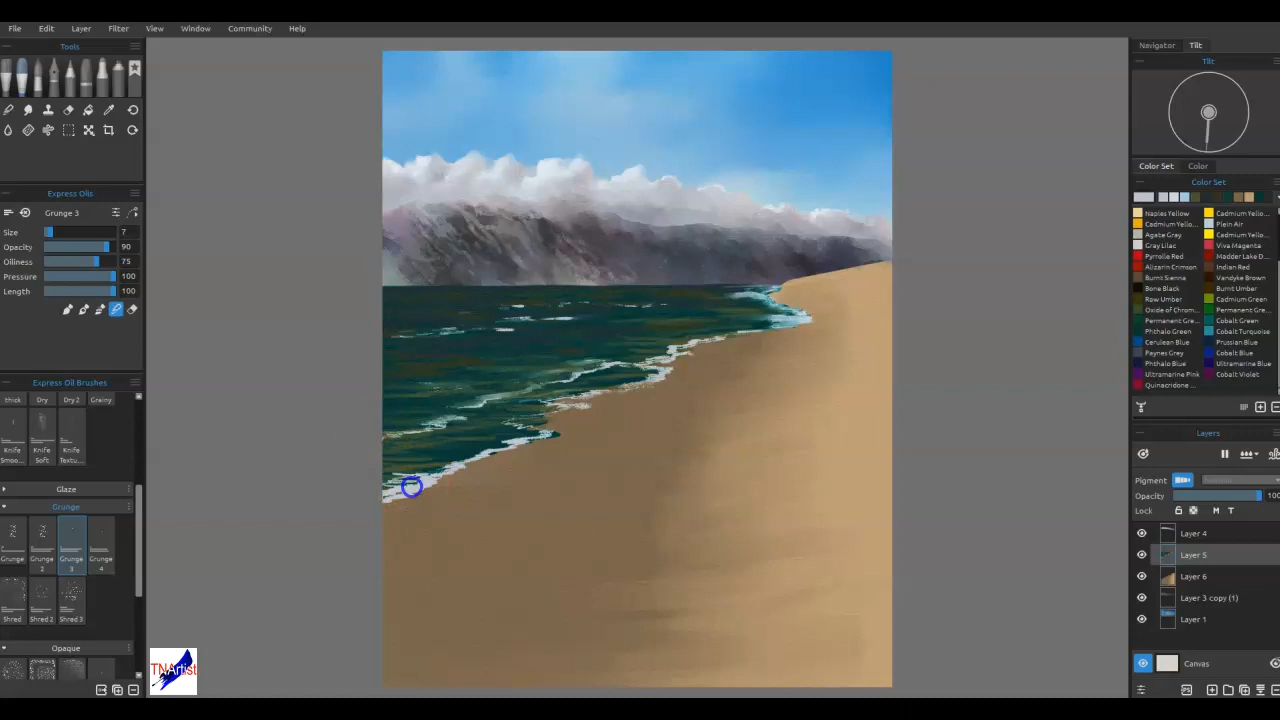 File Edit Layer Filter View Window Community Help
Tools
Express Oils
Grunge 3
Size 7
Opacity 90
Oiliness 75
Pressure 100
Length 100
Express Oil Brushes
thick Dry Dry 2 Grainy
Knife Smoo... Knife Soft Knife Textu...
Glaze
Grunge
Grunge Grunge 2 Grunge 3 Grunge 4
Shred Shred 2 Shred 3
Opaque
TNArtist
Navigator Tilt
Tilt
Color Set Color
Color Set
Naples Yellow Cadmium Yello...
Cadmium Yello... Plein Air
Agate Gray Cadmium Yello...
Gray Lilac Viva Magenta
Pyrrolle Red Madder Lake D...
Alizarin Crimson Indian Red
Burnt Sienna Vandyke Brown
Bone Black Burnt Umber
Raw Umber Cadmium Green
Oxide of Chrom... Permanent Gre...
Permanent Gre... Cobalt Green
Phthalo Green Cobalt Turquoise
Cerulean Blue Prussian Blue
Paynes Grey Cobalt Blue
Phthalo Blue Ultramarine Blue
Ultramarine Pink Cobalt Violet
Quinacridone ...
Layers
Pigment
Opacity 100
Lock M T
Layer 4
Layer 5
Layer 6
Layer 3 copy (1)
Layer 1
Canvas